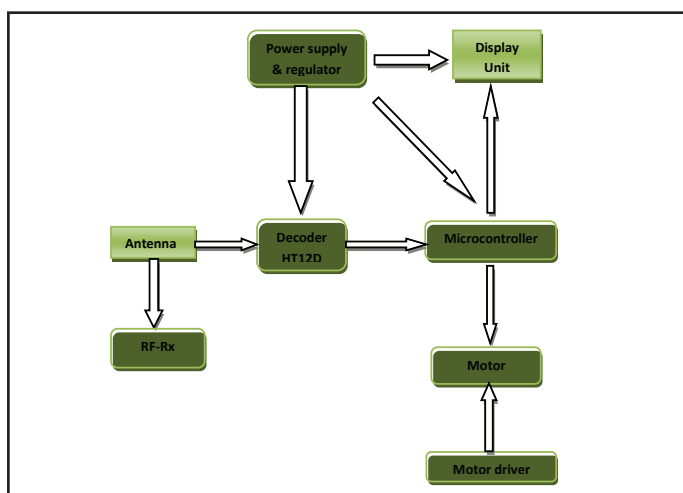 Power supply
& regulator
Display
Unit
Antenna
Decoder
HT12D
Microcontroller
RF-Rx
Motor
Motor driver